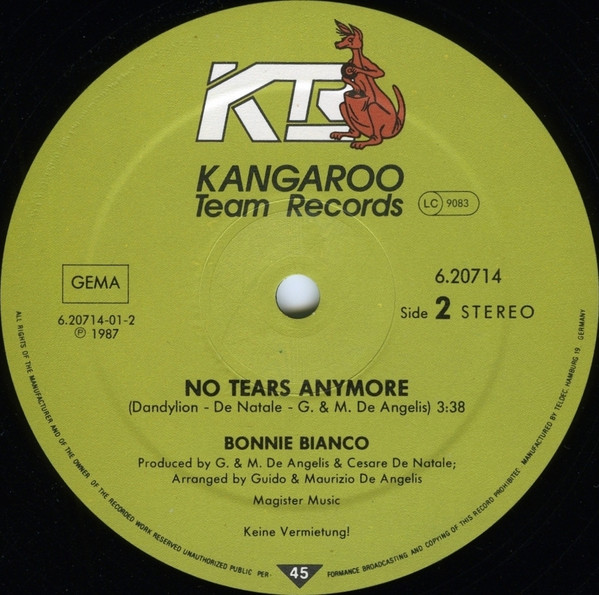 KTR
KANGAROO
Team Records
LC 9083
GEMA
6.20714-01-2
℗ 1987
6.20714
Side 2 STEREO
NO TEARS ANYMORE
(Dandylion - De Natale - G. & M. De Angelis) 3:38
BONNIE BIANCO
Produced by G. & M. De Angelis & Cesare De Natale;
Arranged by Guido & Maurizio De Angelis
Magister Music
Keine Vermietung!
ALL RIGHTS OF THE MANUFACTURER AND OF THE OWNER OF THE RECORDED WORK RESERVED UNAUTHORIZED PUBLIC PER- 45 FORMANCE BROADCASTING AND COPYING OF THIS RECORD PROHIBITED· MANUFACTURED BY TELDEC HAMBURG 19 GERMANY